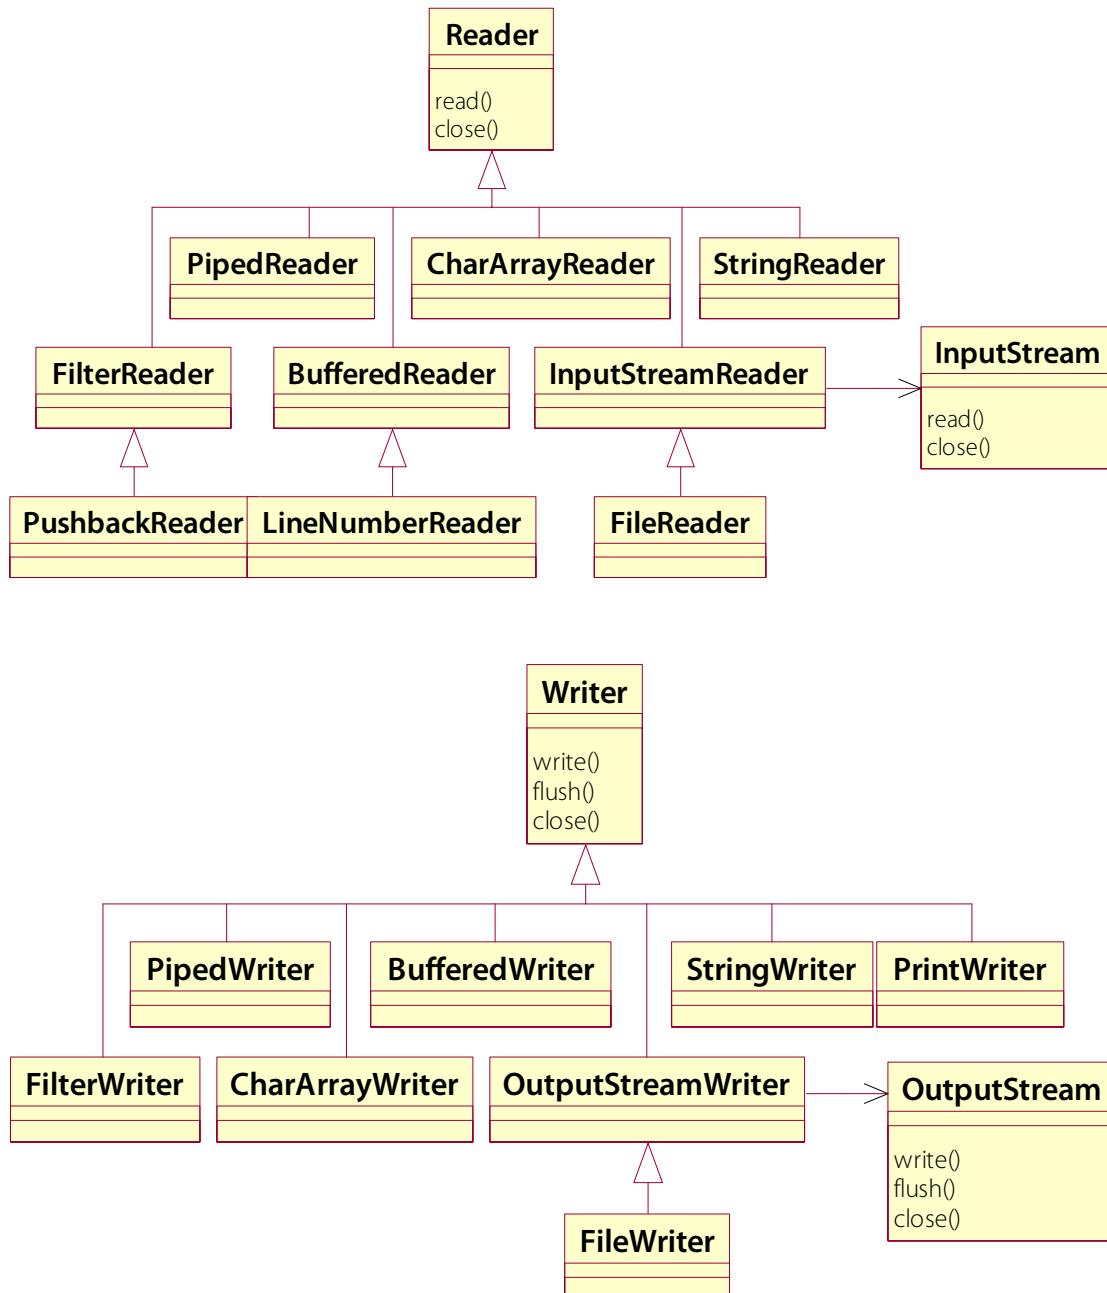 Reader
read()
close()
PipedReader
CharArrayReader
StringReader
FilterReader
BufferedReader
InputStreamReader
InputStream
read()
close()
PushbackReader
LineNumberReader
FileReader
Writer
write()
flush()
close()
PipedWriter
BufferedWriter
StringWriter
PrintWriter
FilterWriter
CharArrayWriter
OutputStreamWriter
OutputStream
write()
flush()
close()
FileWriter